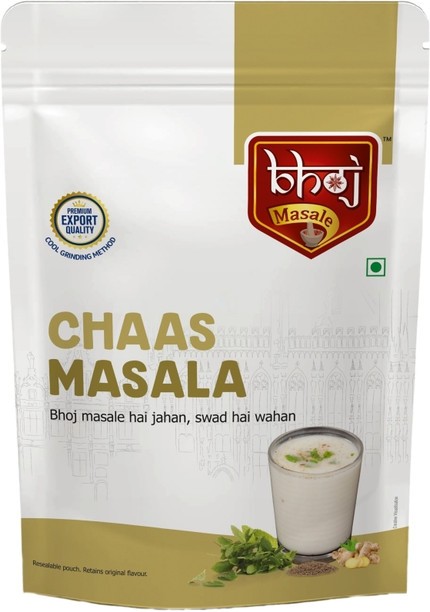 bhoj
TM
Masale
PREMIUM
EXPORT
QUALITY
COOL GRINDING METHOD
CHAAS
MASALA
Bhoj masale hai jahan, swad hai wahan
Resealable pouch. Retains original flavour.